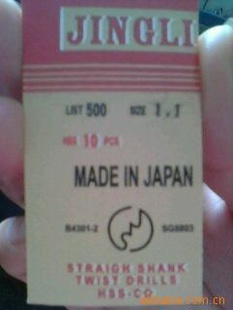 JINGLI
LIST 500 SIZE 1.1
HSS 10 PCS
MADE IN JAPAN
B4301-2 SG8803
STRAIGH SHANK
TWIST DRILLS
HSS-CO